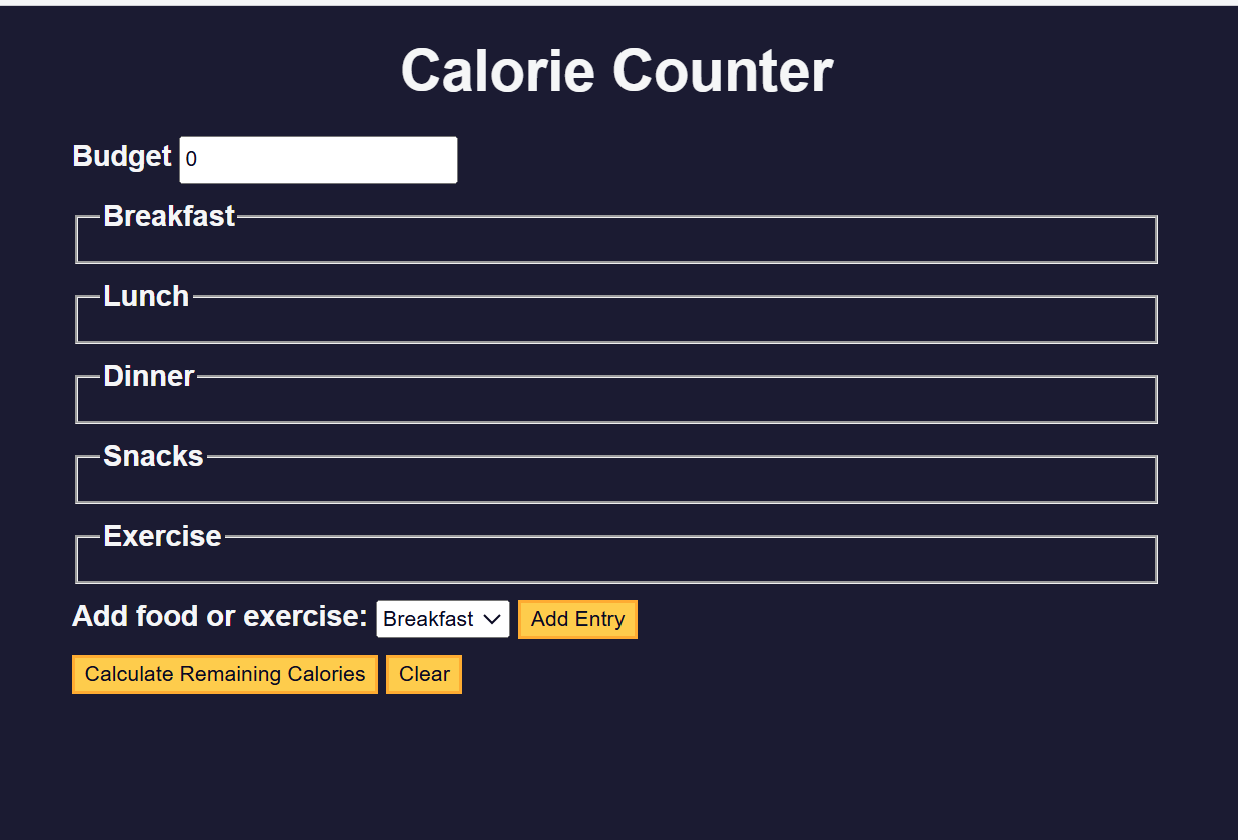 Calorie Counter
Budget 0
Breakfast
Lunch
Dinner
Snacks
Exercise
Add food or exercise: Breakfast Add Entry
Calculate Remaining Calories Clear